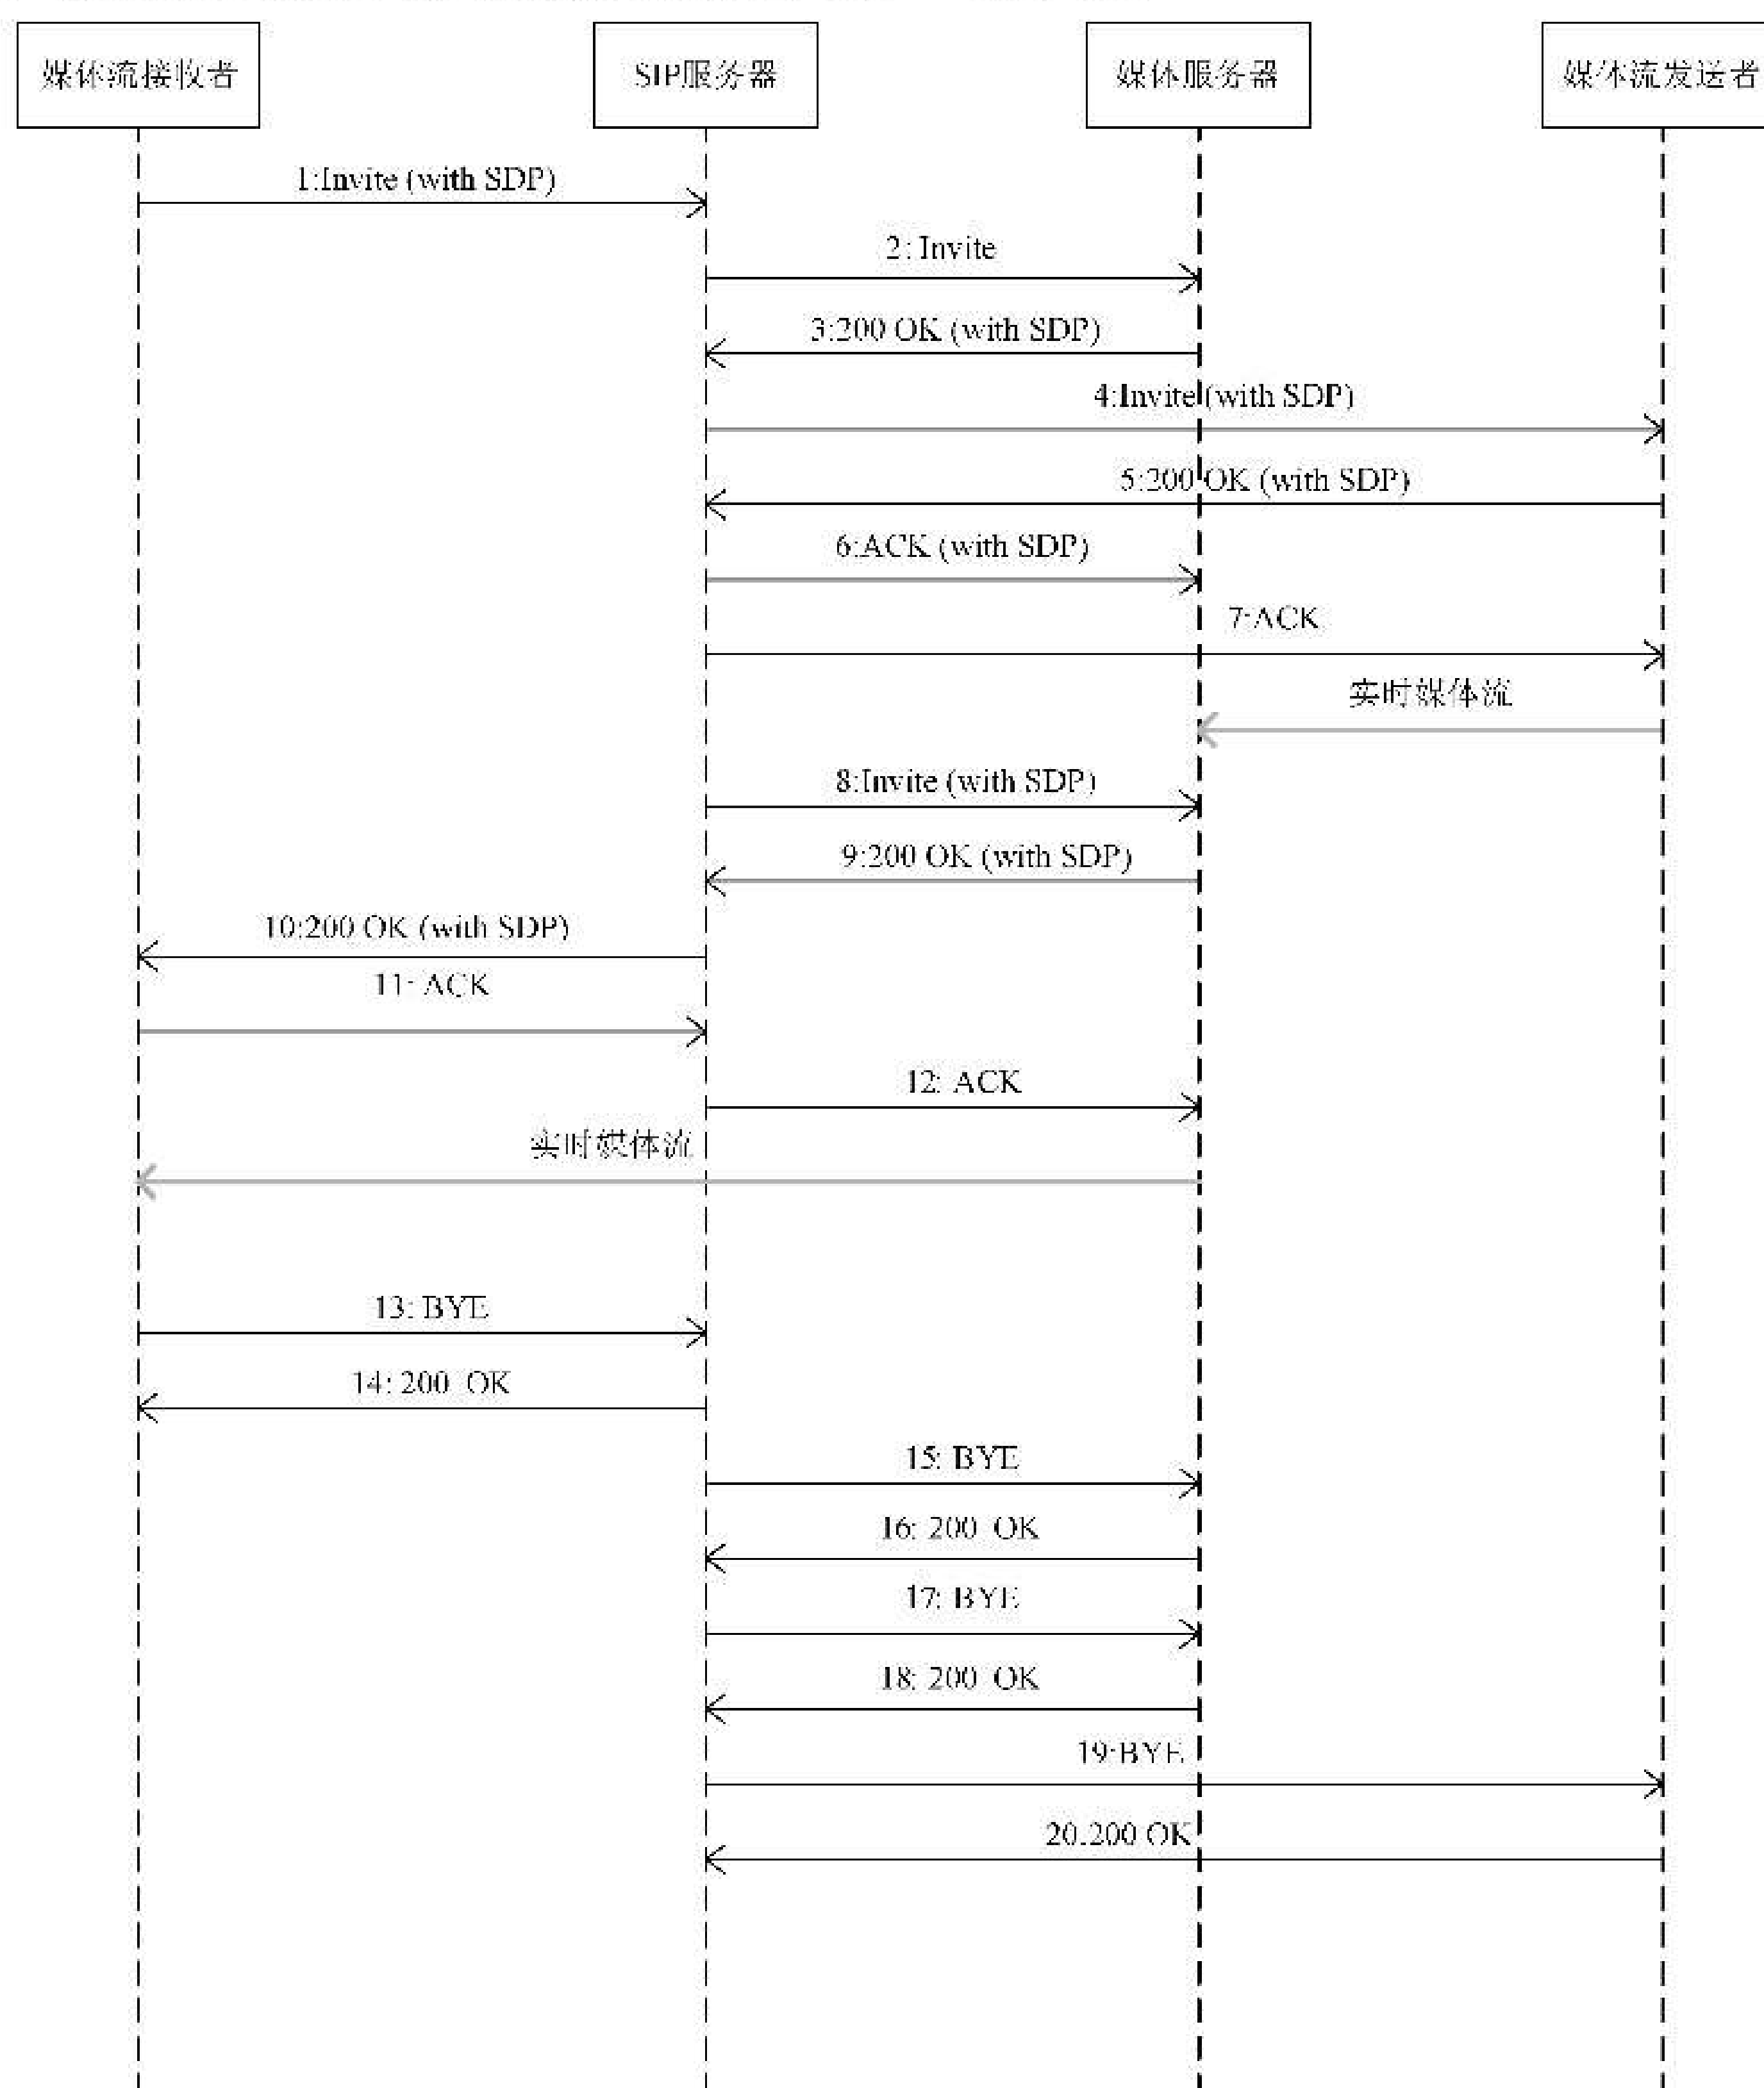 媒体流接收者
SIP服务器
媒体服务器
媒体流发送者
1:Invite (with SDP)
2: Invite
3:200 OK (with SDP)
4:Invite (with SDP)
5:200 OK (with SDP)
6:ACK (with SDP)
7:ACK
实时媒体流
8:Invite (with SDP)
9:200 OK (with SDP)
10:200 OK (with SDP)
11: ACK
12: ACK
实时媒体流
13: BYE
14: 200 OK
15: BYE
16: 200 OK
17: BYE
18: 200 OK
19:BYE
20:200 OK